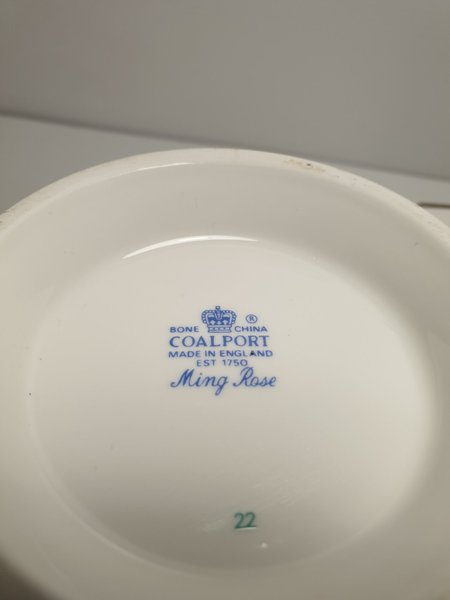 ®
BONE CHINA
COALPORT
MADE IN ENGLAND
EST 1750
Ming Rose
22